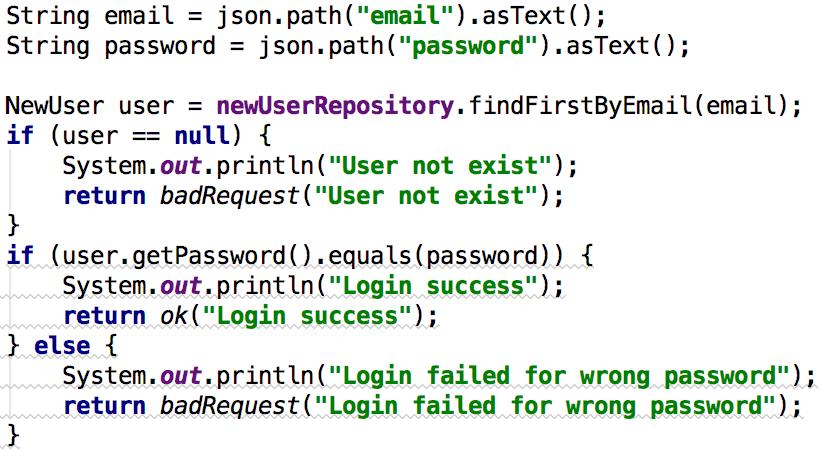 String email = json.path("email").asText();
String password = json.path("password").asText();
NewUser user = newUserRepository.findFirstByEmail(email);
if (user == null) {
System.out.println("User not exist");
return badRequest("User not exist");
}
if (user.getPassword().equals(password)) {
System.out.println("Login success");
return ok("Login success");
} else {
System.out.println("Login failed for wrong password");
return badRequest("Login failed for wrong password");
}